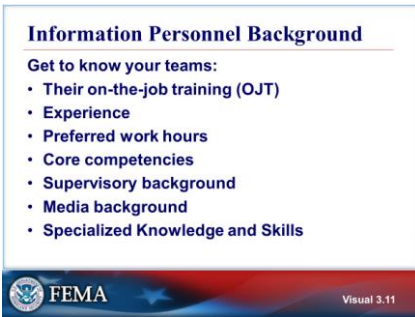 Information Personnel Background
Get to know your teams:
• Their on-the-job training (OJT)
• Experience
• Preferred work hours
• Core competencies
• Supervisory background
• Media background
• Specialized Knowledge and Skills
FEMA
Visual 3.11